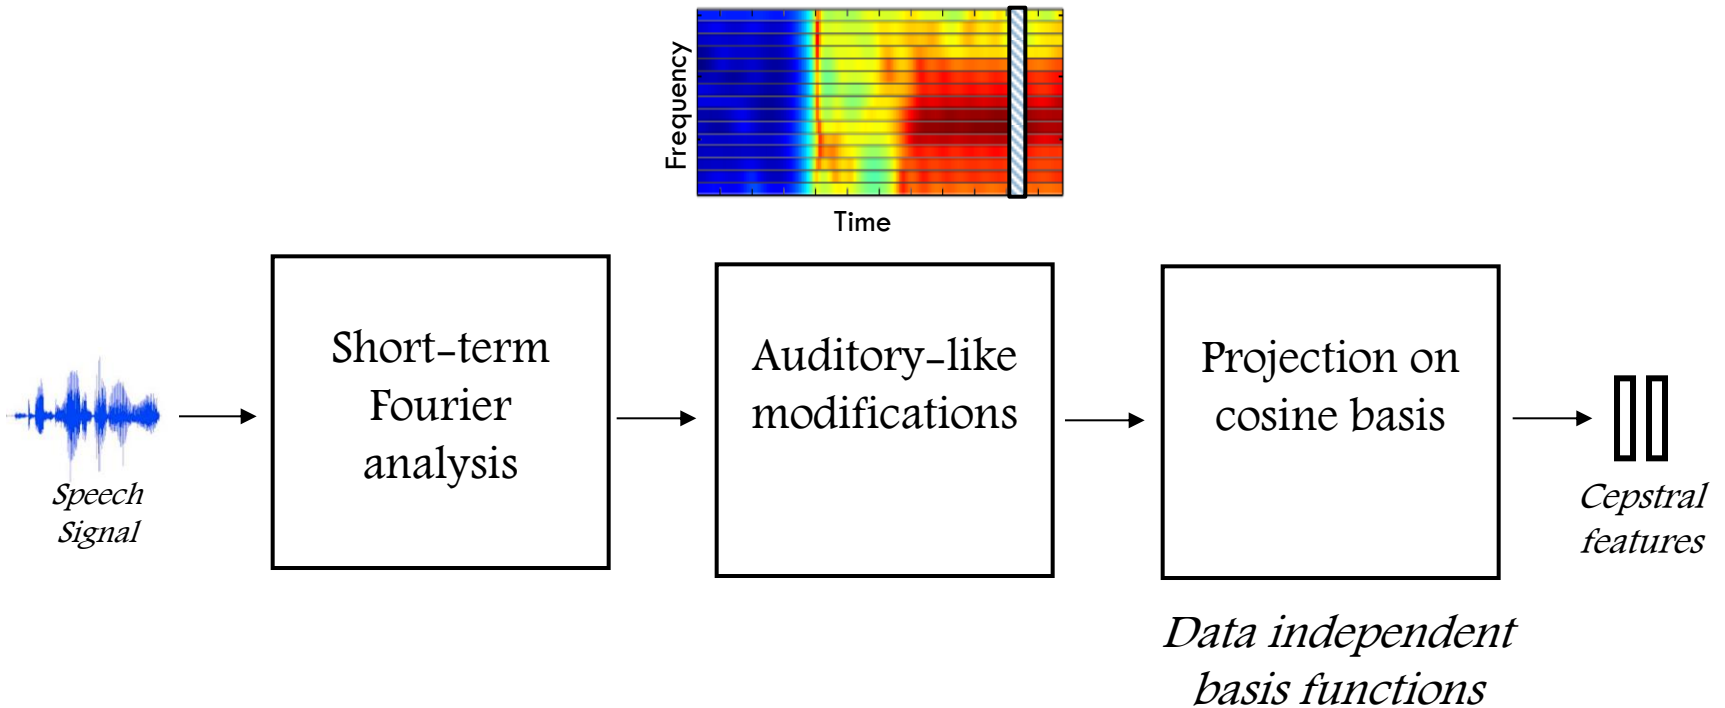 Frequency
Time
Short-term
Fourier
analysis
Auditory-like
modifications
Projection on
cosine basis
Speech
Signal
Cepstral
features
Data independent
basis functions